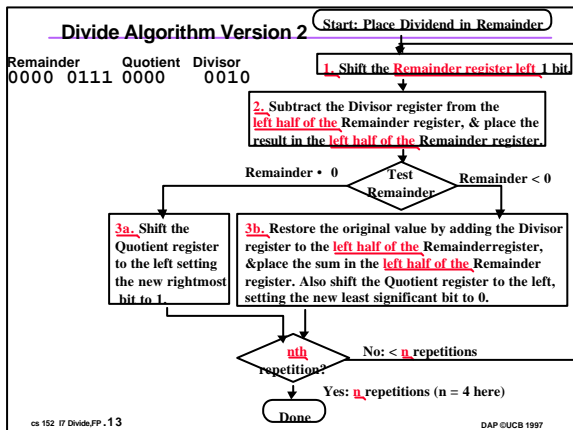 Divide Algorithm Version 2
Start: Place Dividend in Remainder
Remainder Quotient Divisor
0000 0111 0000 0010
1. Shift the Remainder register left 1 bit.
2. Subtract the Divisor register from the
left half of the Remainder register, & place the
result in the left half of the Remainder register.
Test
Remainder
Remainder • 0
Remainder < 0
3a. Shift the
Quotient register
to the left setting
the new rightmost
bit to 1.
3b. Restore the original value by adding the Divisor
register to the left half of the Remainderregister,
&place the sum in the left half of the Remainder
register. Also shift the Quotient register to the left,
setting the new least significant bit to 0.
nth
repetition?
No: < n repetitions
Yes: n repetitions (n = 4 here)
Done
cs 152 l7 Divide,FP .13
DAP ©UCB 1997